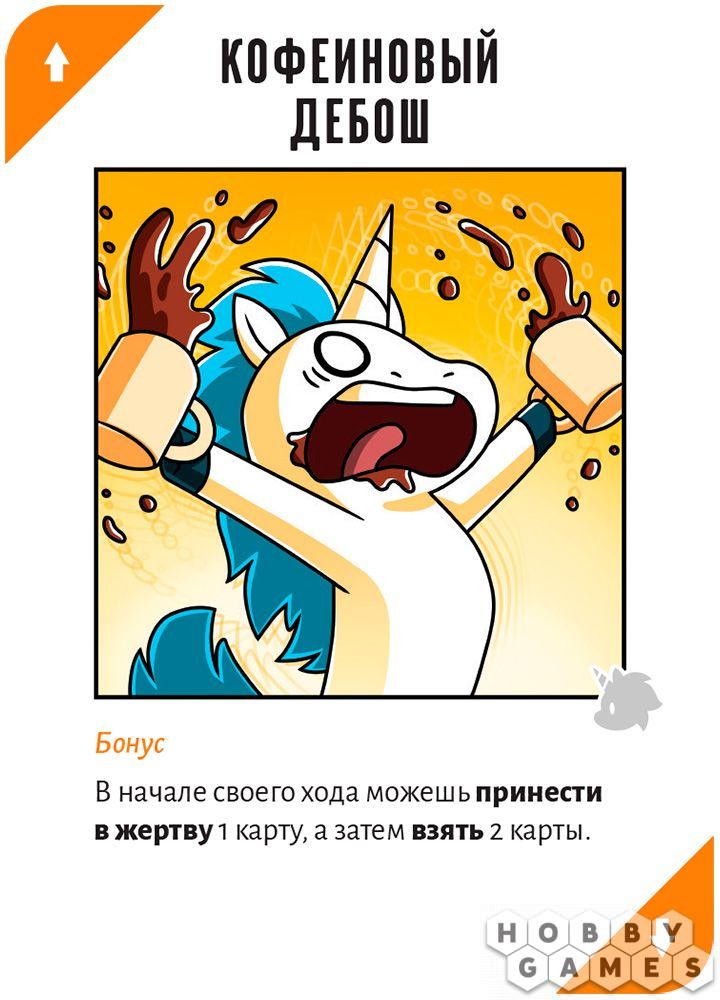 КОФЕИНОВЫЙ
ДЕБОШ
Бонус
В начале своего хода можешь принести
в жертву 1 карту, а затем взять 2 карты.
HOBBY
GAMES